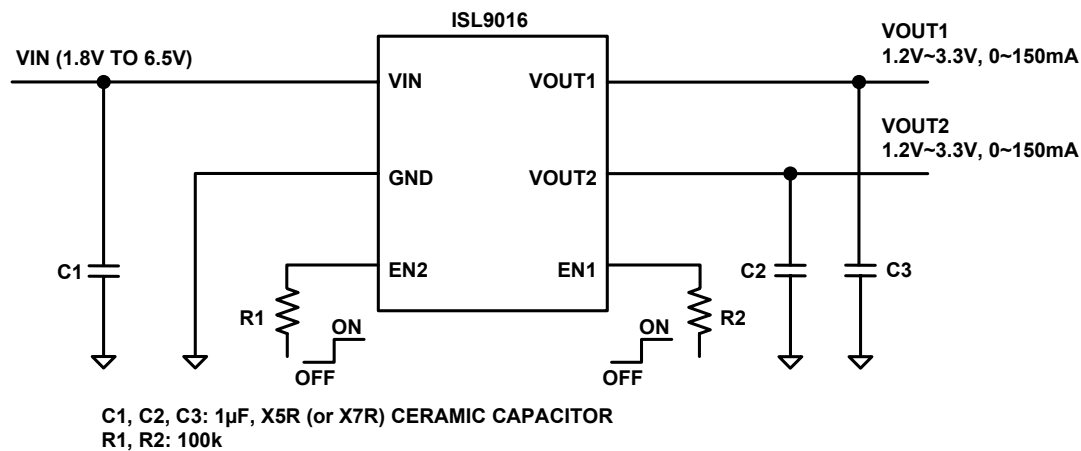 ISL9016
VIN (1.8V TO 6.5V)
VIN
VOUT1
VOUT1
1.2V~3.3V, 0~150mA
GND
VOUT2
VOUT2
1.2V~3.3V, 0~150mA
C1
EN2
EN1
C2
C3
R1
ON
OFF
ON
OFF
R2
C1, C2, C3: 1µF, X5R (or X7R) CERAMIC CAPACITOR
R1, R2: 100k